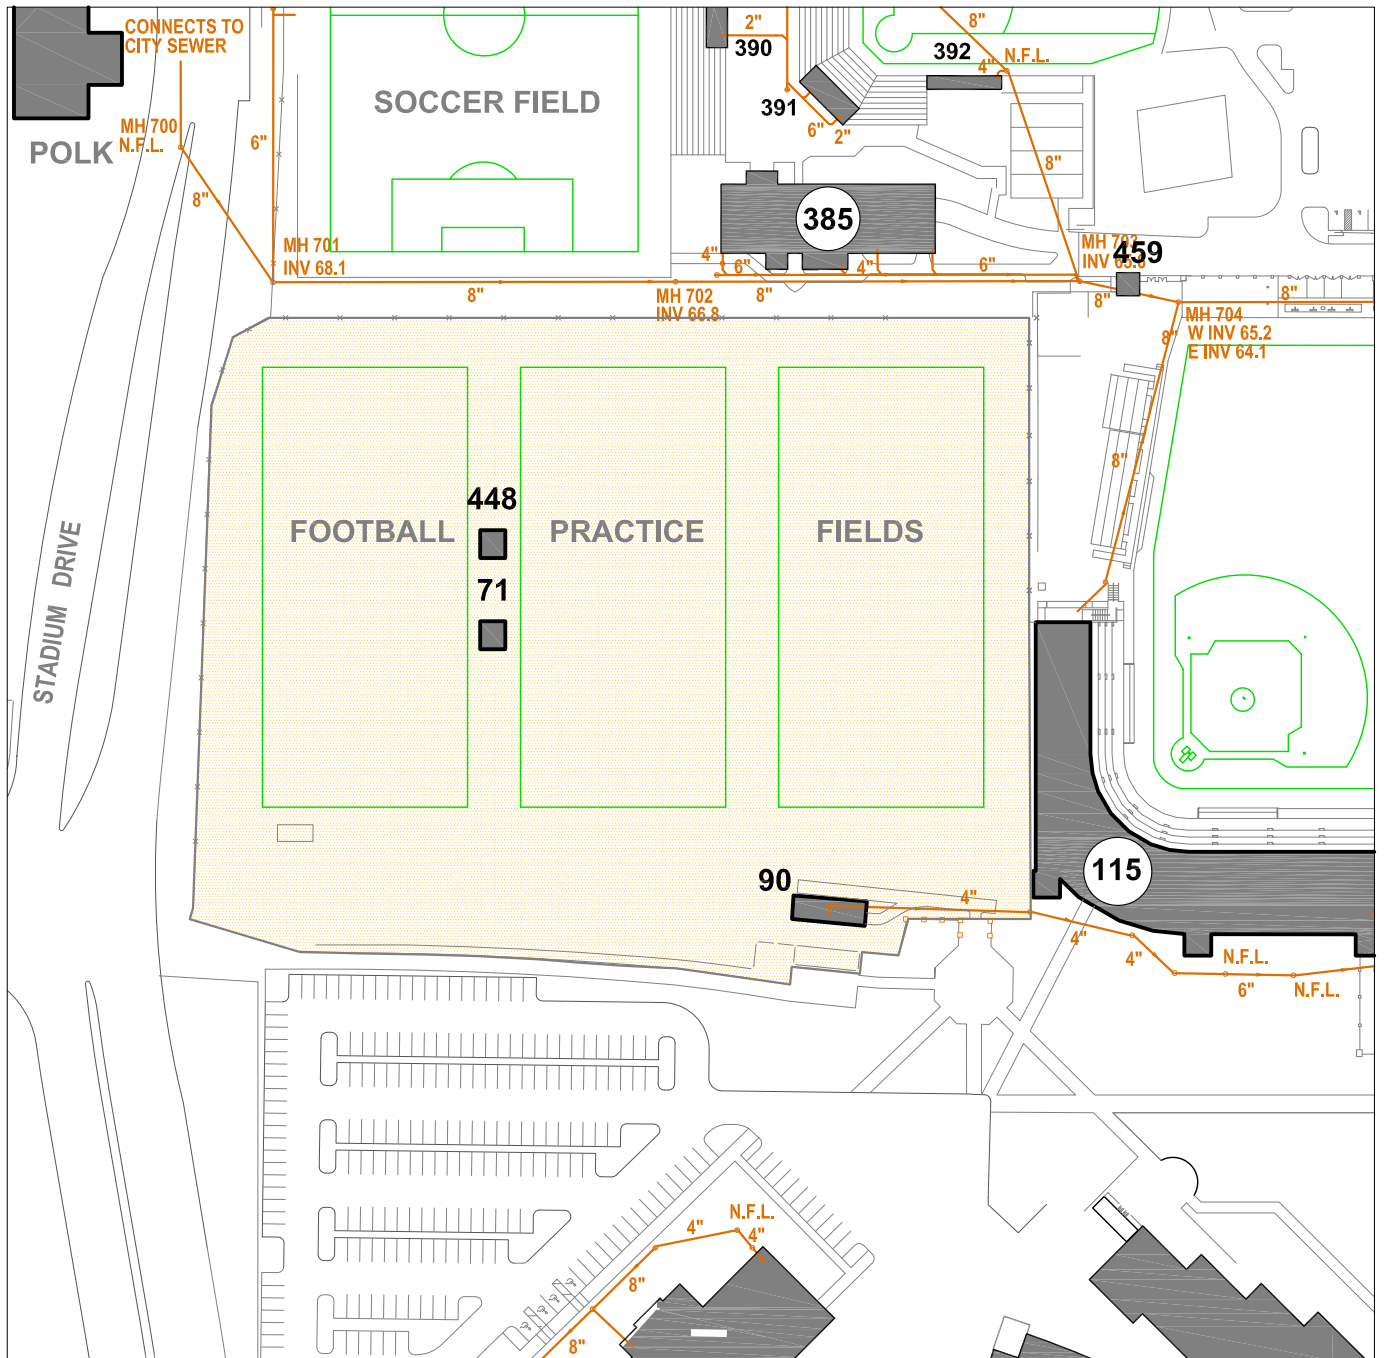 CONNECTS TO
CITY SEWER
2"
390
8"
392
N.F.L.
4"
SOCCER FIELD
391
6"
2"
MH 700
N.F.L.
6"
POLK
8"
8"
385
MH 701
INV 68.1
4"
6"
4"
6"
459
8"
MH 702
INV 66.8
8"
8"
8"
MH 704
W INV 65.2
E INV 64.1
8"
8"
448
FOOTBALL
PRACTICE
FIELDS
71
STADIUM DRIVE
90
4"
115
4"
4"
N.F.L.
6"
N.F.L.
N.F.L.
4"
4"
8"
8"